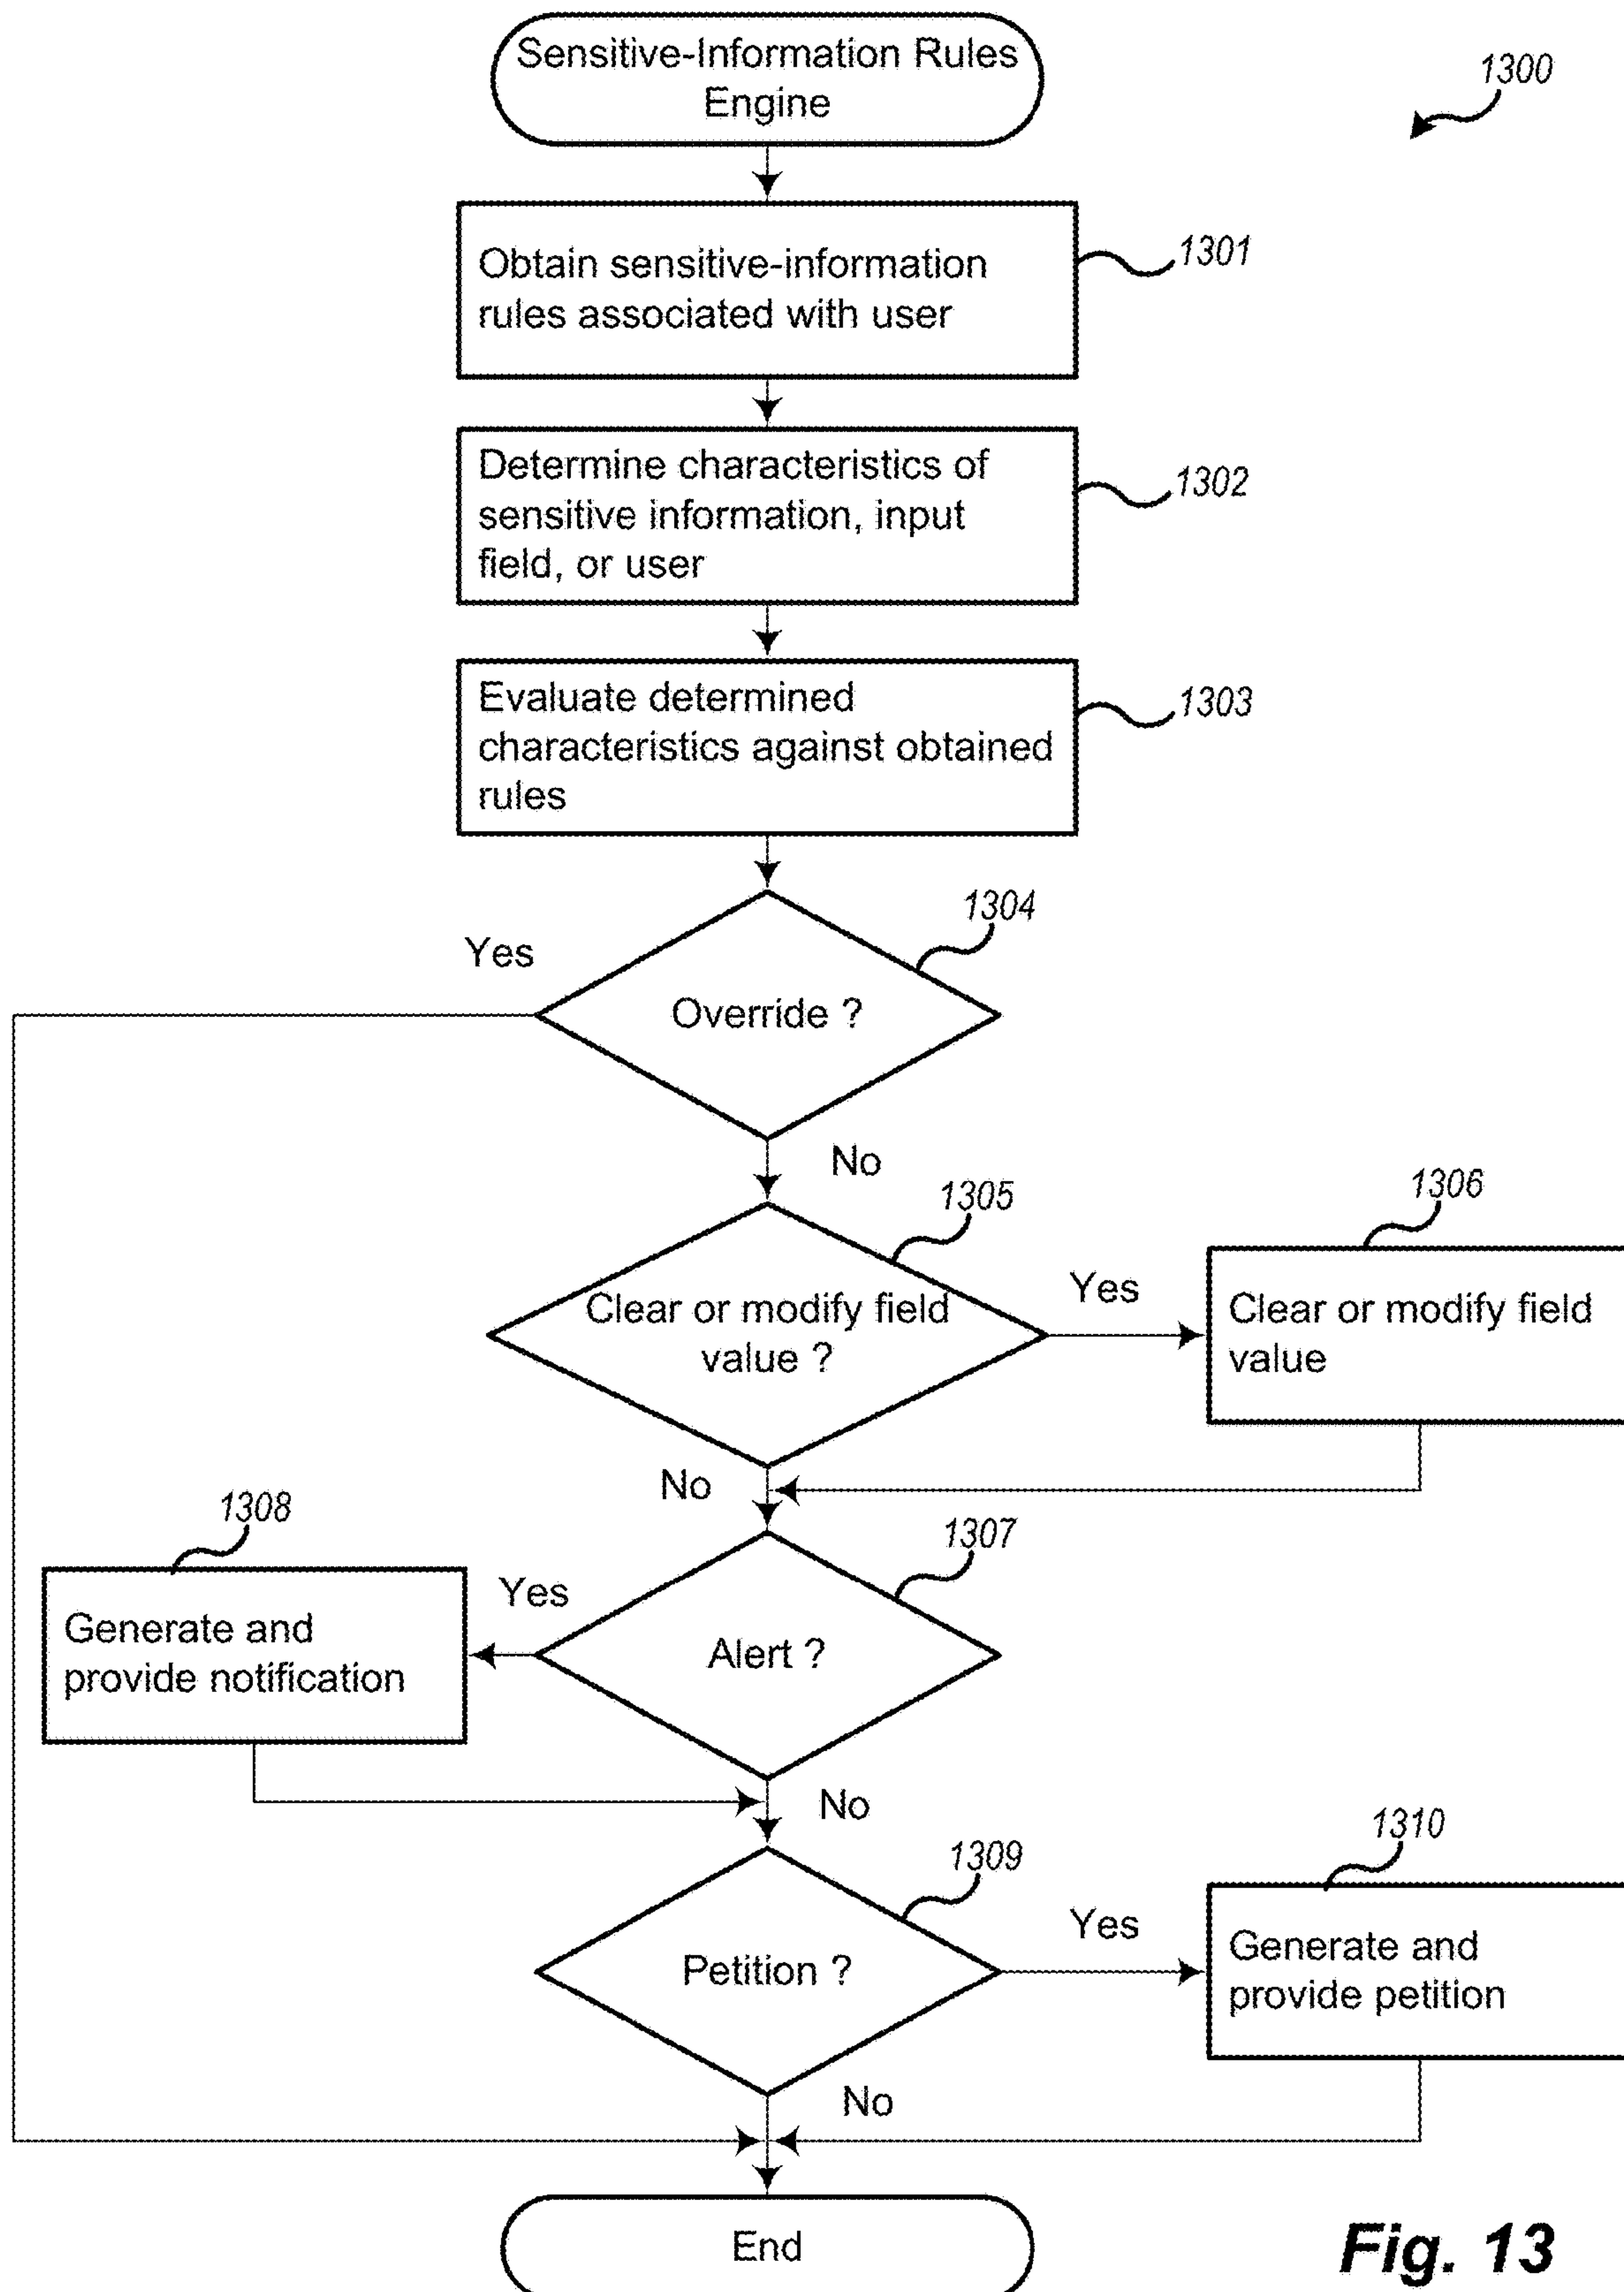 Sensitive-Information Rules
Engine
1300
Obtain sensitive-information
rules associated with user
1301
Determine characteristics of
sensitive information, input
field, or user
1302
Evaluate determined
characteristics against obtained
rules
1303
1304
Yes
Override ?
No
1305
1306
Clear or modify field
value ?
Yes
Clear or modify field
value
No
1308
1307
Generate and
provide notification
Yes
Alert ?
No
1310
1309
Petition ?
Yes
Generate and
provide petition
No
End
Fig. 13